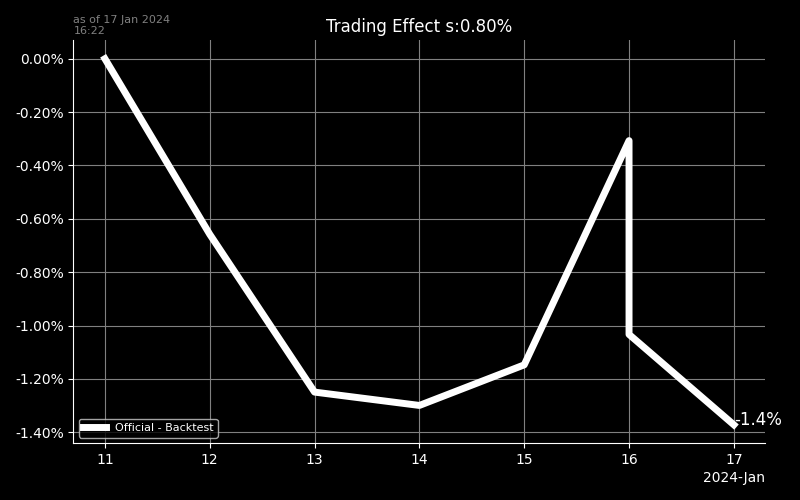 as of 17 Jan 2024
16:22
Trading Effect s:0.80%
0.00%
-0.20%
-0.40%
-0.60%
-0.80%
-1.00%
-1.20%
-1.40%
-1.4%
Official - Backtest
11 12 13 14 15 16 17
2024-Jan